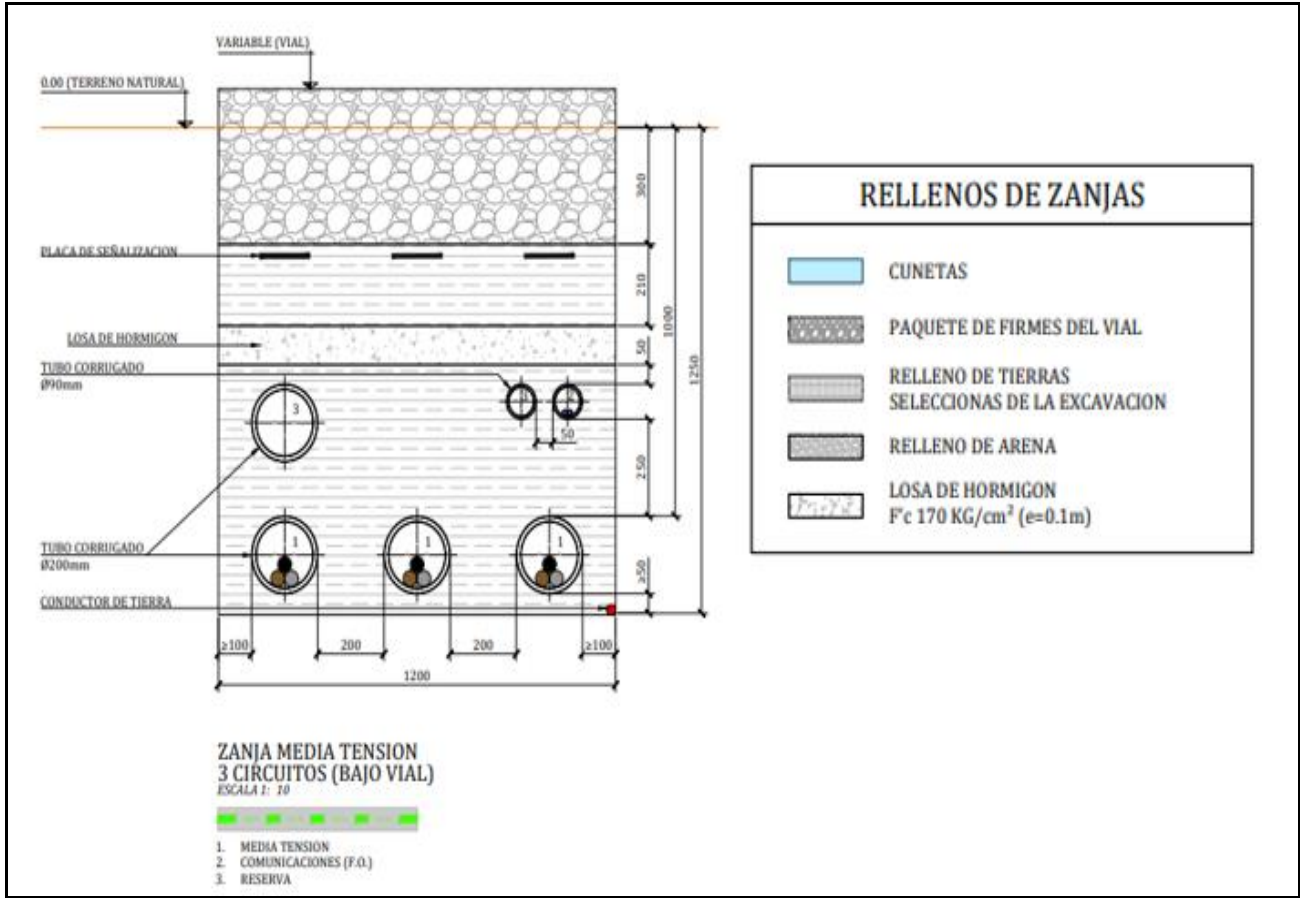 VARIABLE (VIAL)
0.00 (TERRENO NATURAL)
PLACA DE SEÑALIZACION
LOSA DE HORMIGON
TUBO CORRUGADO
Ø90mm
TUBO CORRUGADO
Ø200mm
CONDUCTOR DE TIERRA
300
210
50
1000
1250
250
≥50
50
3
1
1
1
≥100
200
200
≥100
1200
ZANJA MEDIA TENSION
3 CIRCUITOS (BAJO VIAL)
ESCALA 1: 10
1. MEDIA TENSION
2. COMUNICACIONES (F.O.)
3. RESERVA
RELLENOS DE ZANJAS
CUNETAS
PAQUETE DE FIRMES DEL VIAL
RELLENO DE TIERRAS
SELECCIONAS DE LA EXCAVACION
RELLENO DE ARENA
LOSA DE HORMIGON
F'c 170 KG/cm² (e=0.1m)